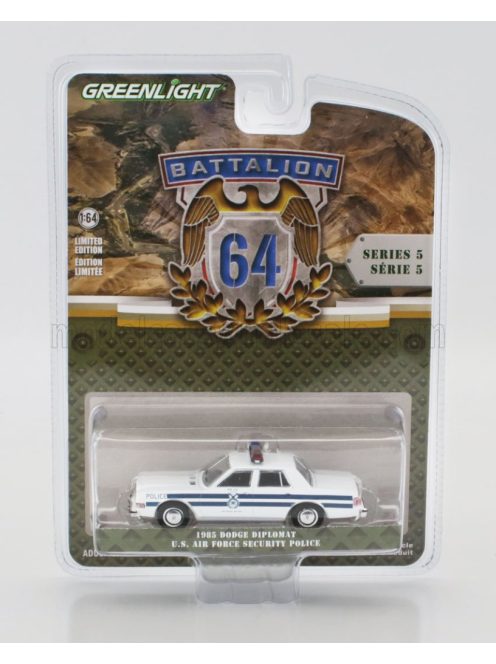 GREENLIGHT
BATTALION
64
1:64
LIMITED
EDITION
ÉDITION
LIMITÉE
SERIES 5
SÉRIE 5
POLICE
1985 DODGE DIPLOMAT
U.S. AIR FORCE SECURITY POLICE